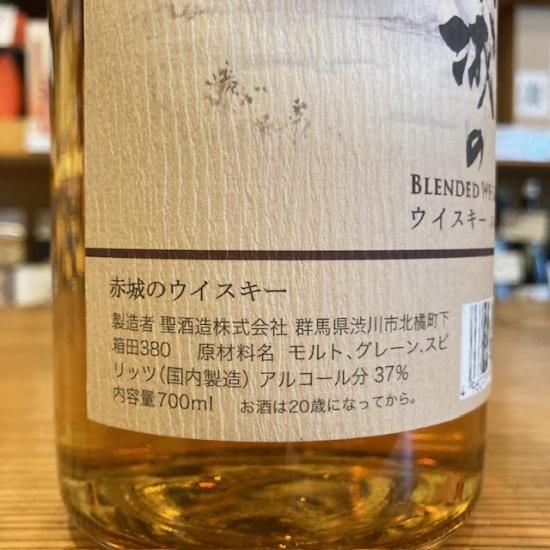 城の
BLENDED
ウイスキー
赤城のウイスキー
製造者 聖酒造株式会社 群馬県渋川市北橘町下
箱田380 原材料名 モルト、グレーン、スピ
リッツ(国内製造) アルコール分 37%
内容量700ml お酒は20歳になってから。